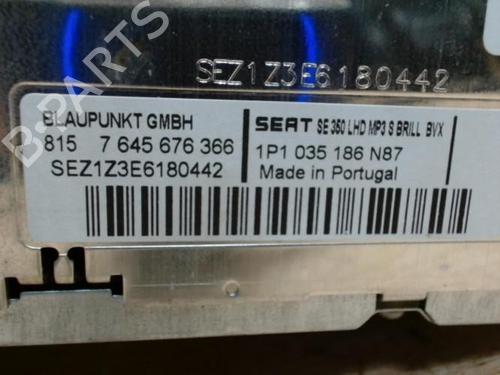 SEZ1Z3E6180442
BLAUPUNKT GMBH
815 7 645 676 366
SEZ1Z3E6180442
SEAT SE 350 LHD MP3 S BRILL BVX
1P1 035 186 N87
Made in Portugal
B-PARTS